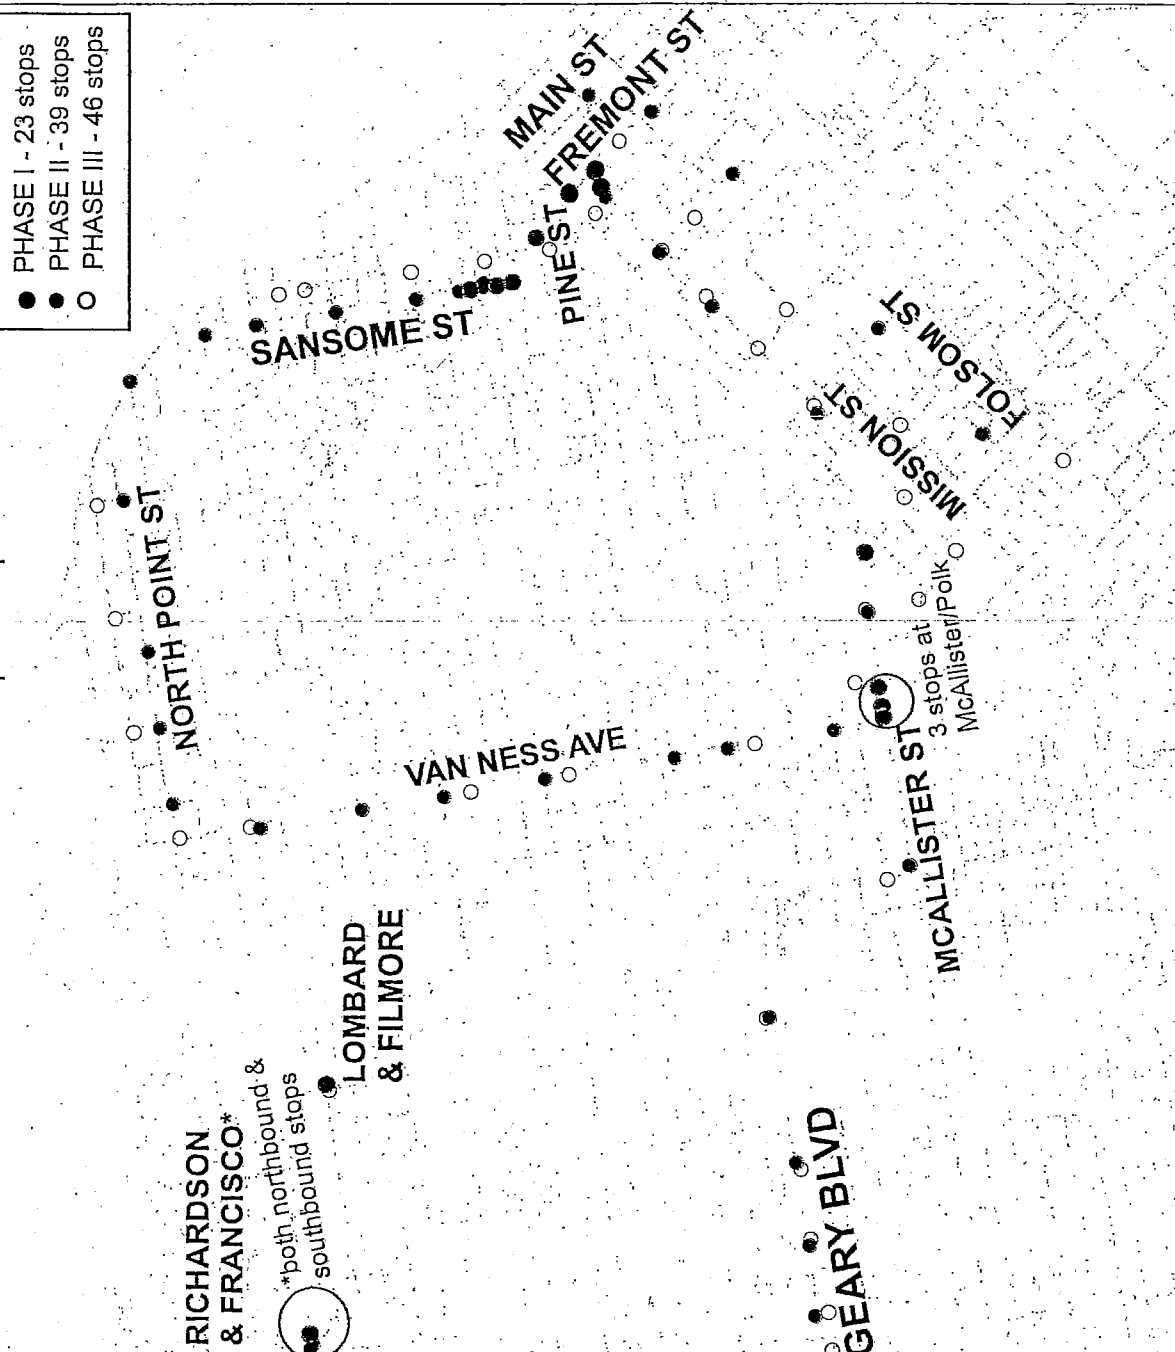 PHASE I - 23 stops
PHASE II - 39 stops
PHASE III - 46 stops
MAIN ST
FREMONT ST
PINE ST
SANSOME ST
FOLSOM ST
MISSION ST
NORTH POINT ST
3 stops at
McAllister/Polk
VAN NESS AVE
MCALLISTER ST
LOMBARD
& FILMORE
RICHARDSON
& FRANCISCO*
*both northbound &
southbound stops
GEARY BLVD